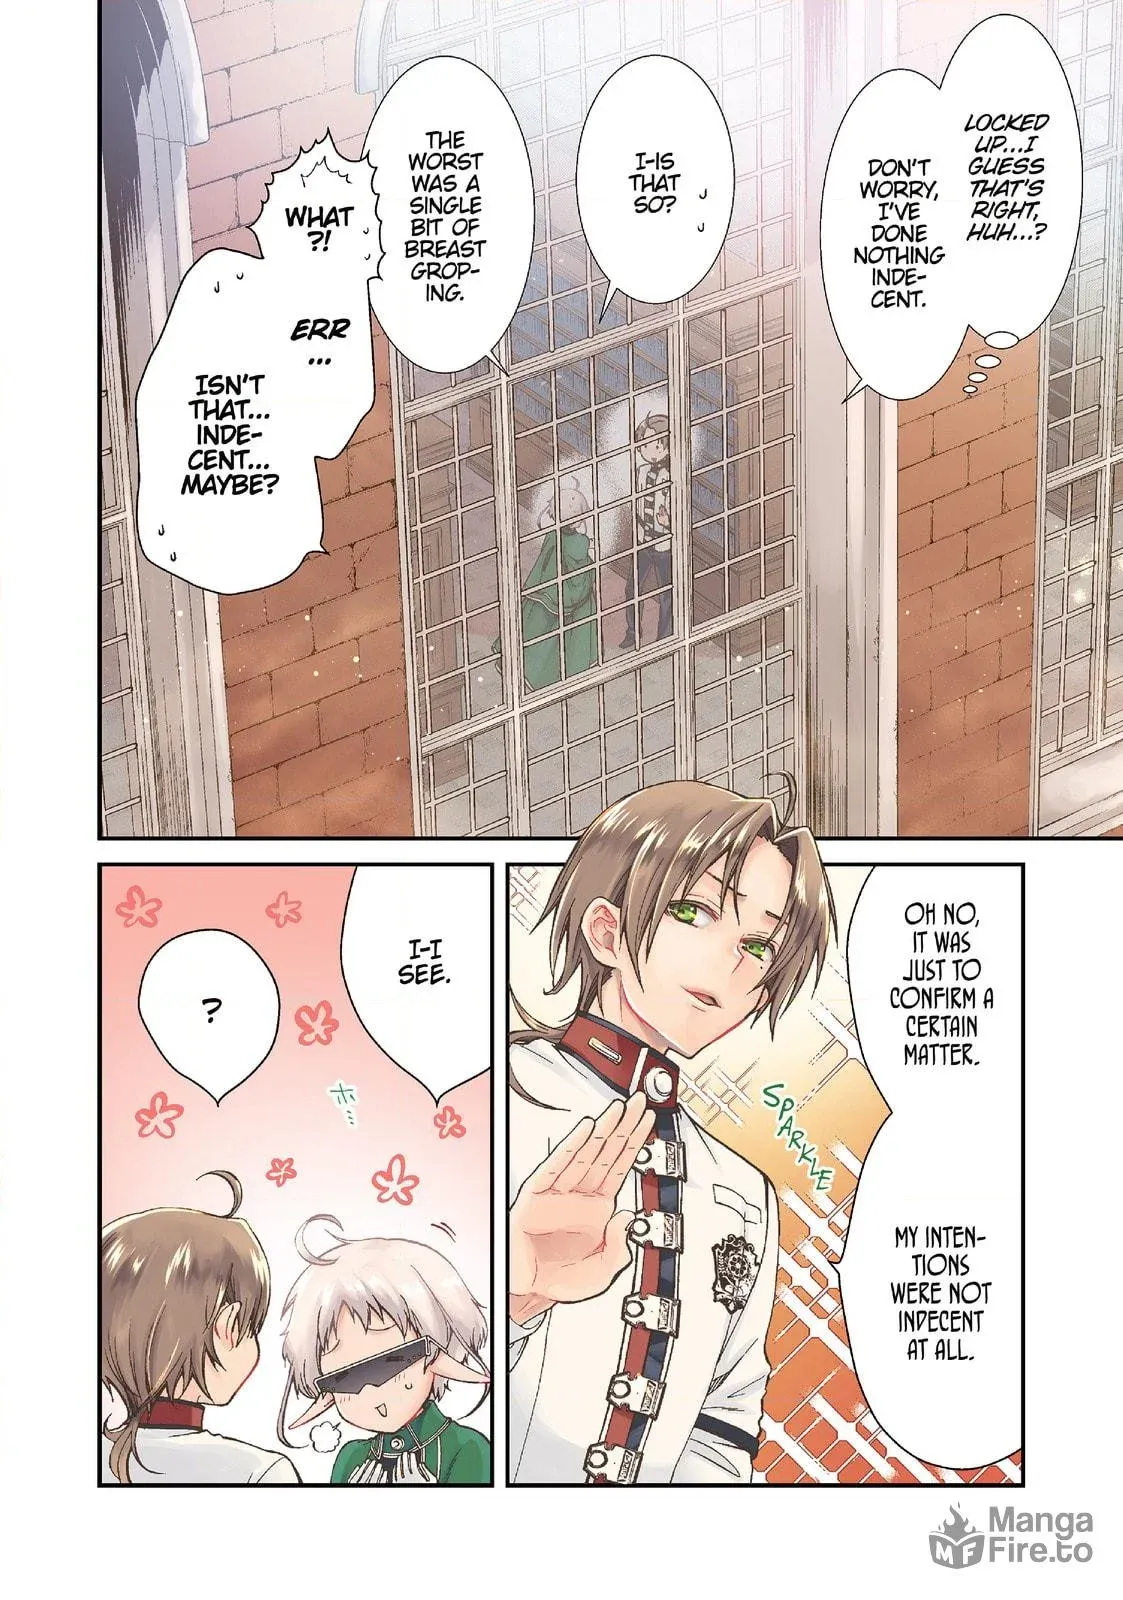 LOCKED
UP...I
GUESS
THAT'S
RIGHT,
HUH...?
DON'T
WORRY,
I'VE
DONE
NOTHING
INDE-
CENT.
I-IS
THAT
SO?
THE
WORST
WAS A
SINGLE
BIT OF
BREAST
GROP-
ING.
WHAT
?!
ERR
...
ISN'T
THAT...
INDE-
CENT...
MAYBE?
OH NO,
IT WAS
JUST TO
CONFIRM A
CERTAIN
MATTER.
SPARKLE
MY INTEN-
TIONS
WERE NOT
INDECENT
AT ALL.
I-I
SEE.
?
ホ…
Manga
Fire.to
MF